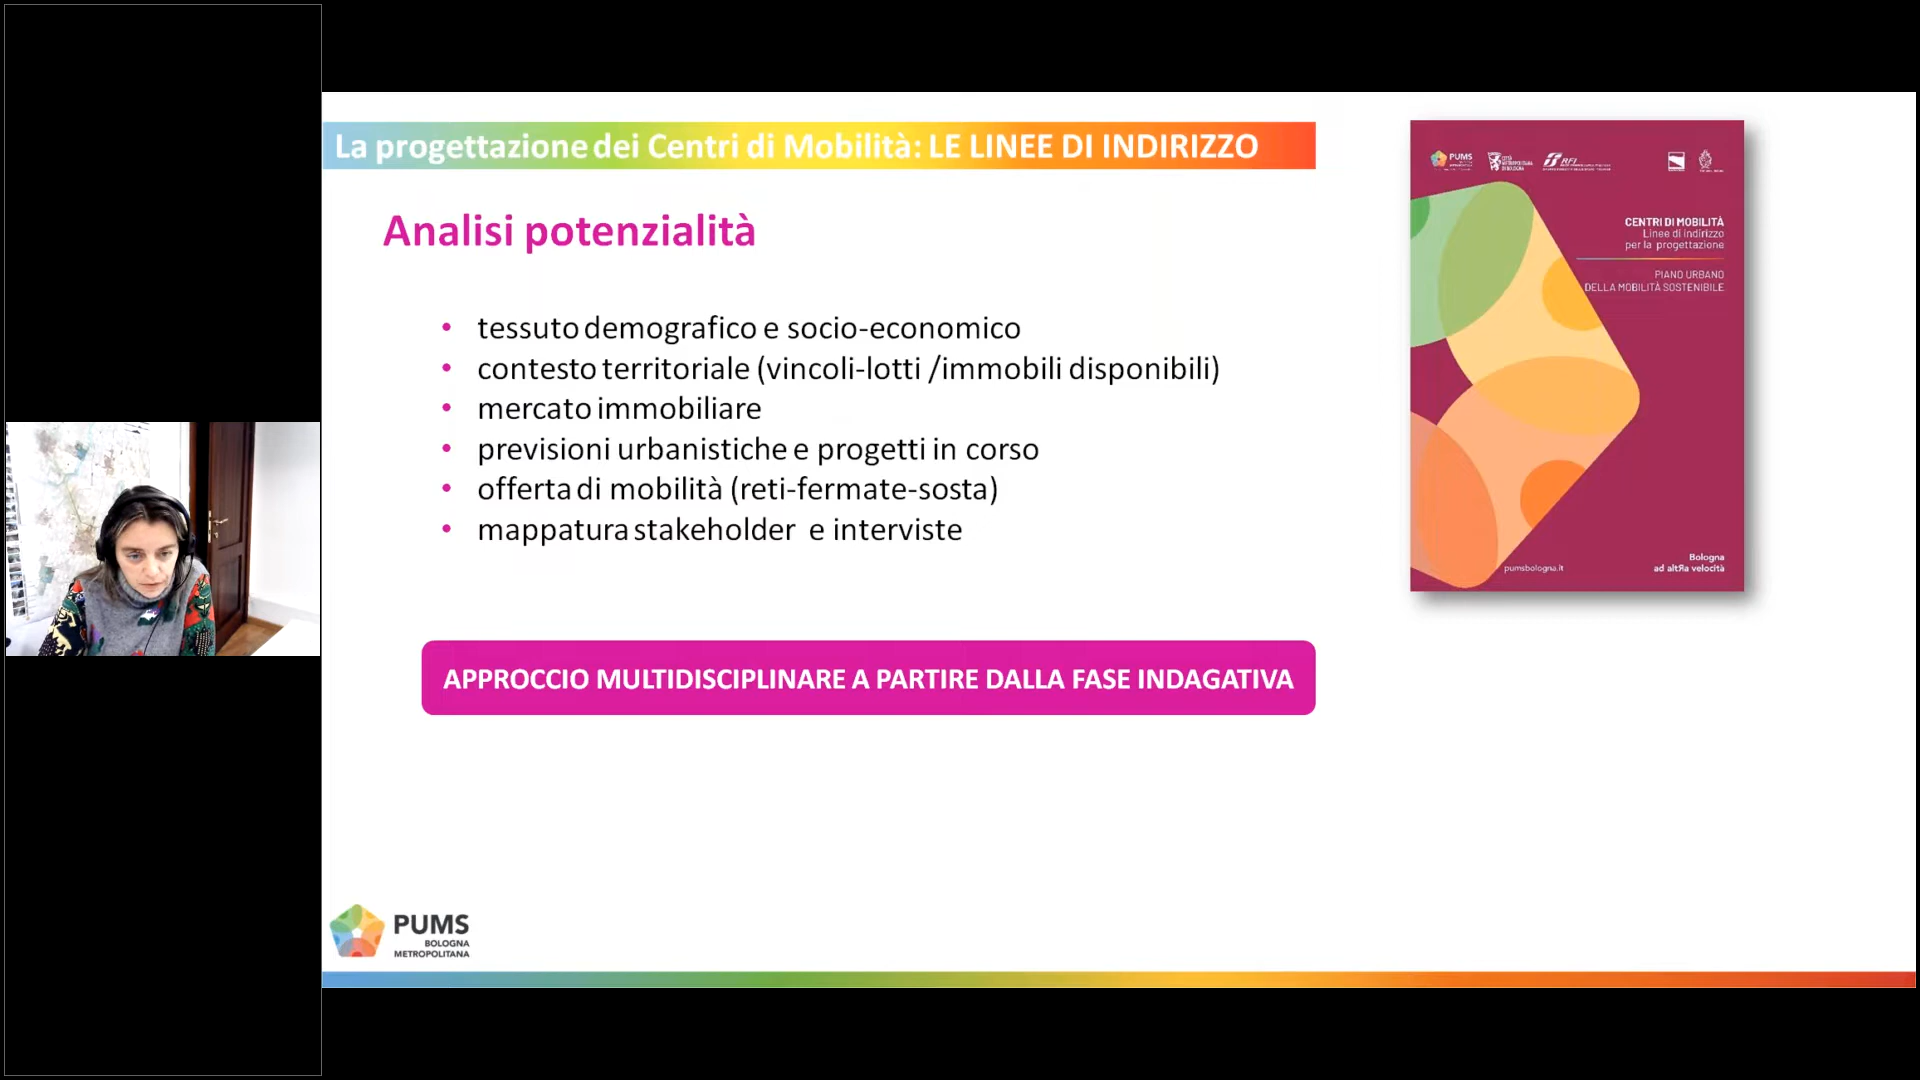 La progettazione dei Centri di Mobilità: LE LINEE DI INDIRIZZO
Analisi potenzialità
• tessuto demografico e socio-economico
• contesto territoriale (vincoli-lotti /immobili disponibili)
• mercato immobiliare
• previsioni urbanistiche e progetti in corso
• offerta di mobilità (reti-fermate-sosta)
• mappatura stakeholder e interviste
APPROCCIO MULTIDISCIPLINARE A PARTIRE DALLA FASE INDAGATIVA
PUMS
RFI
CENTRI DI MOBILITÀ
Linee di indirizzo
per la progettazione
PIANO URBANO
DELLA MOBILITÀ SOSTENIBILE
Bologna
ad altЯa velocità
pumsbologna.it
PUMS
BOLOGNA
METROPOLITANA